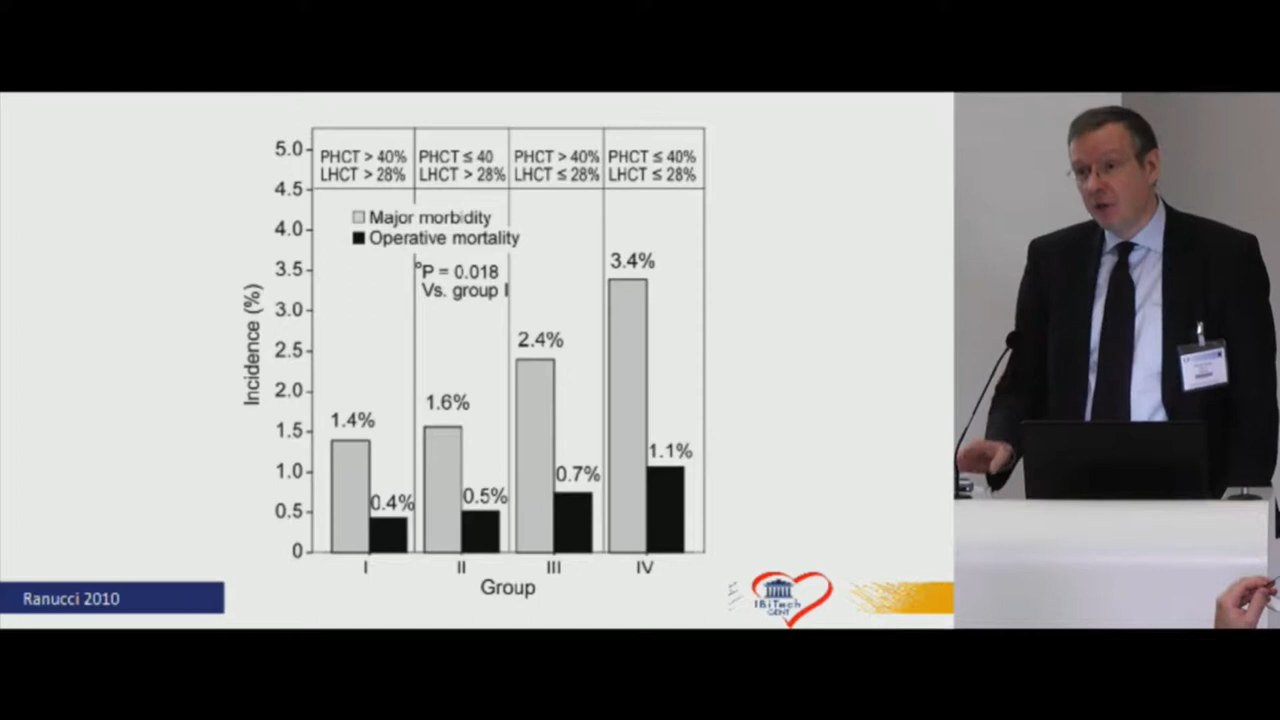 5.0
4.5
4.0
3.5
3.0
2.5
2.0
1.5
1.0
0.5
0
Incidence (%)
PHCT > 40%
LHCT > 28%
PHCT ≤ 40
LHCT > 28%
PHCT > 40%
LHCT ≤ 28%
PHCT ≤ 40%
LHCT ≤ 28%
Major morbidity
Operative mortality
°P = 0.018
Vs. group I
1.4%
0.4%
1.6%
0.5%
2.4%
0.7%
3.4%
1.1%
I
II
III
IV
Group
Ranucci 2010
IBiTech
GENT